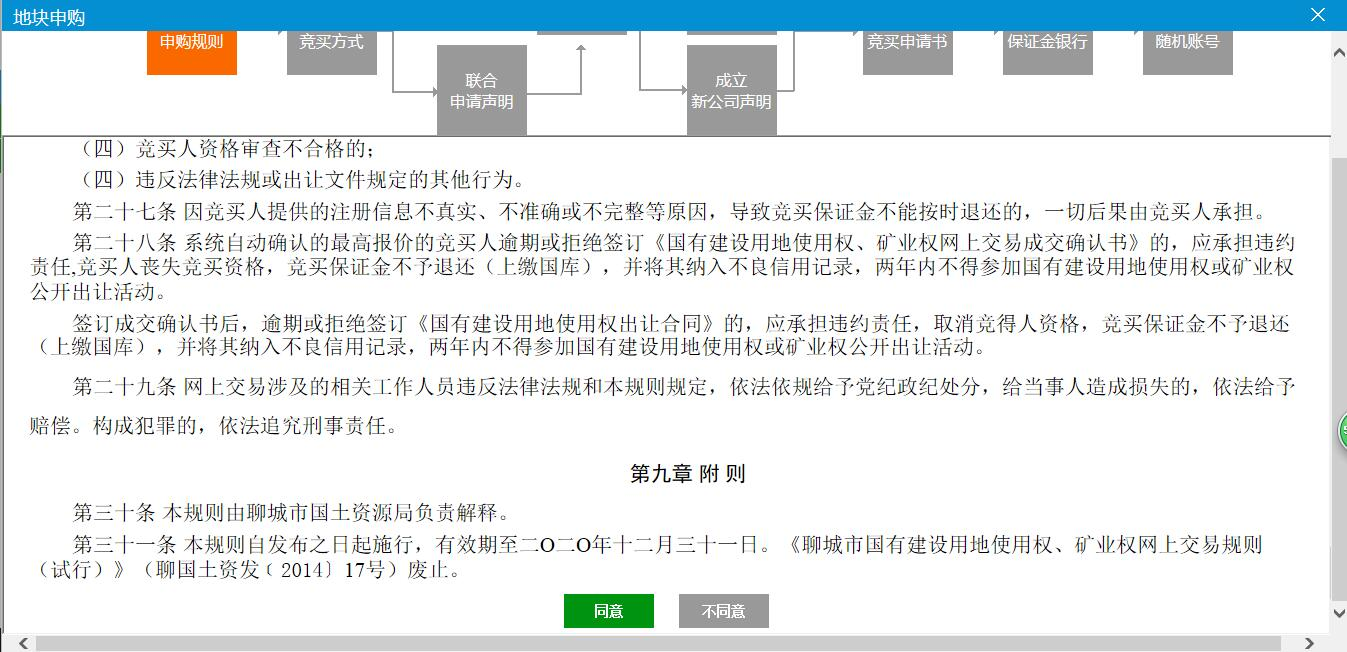 地块申购
申购规则
竞买方式
联合
申请声明
成立
新公司声明
竞买申请书
保证金银行
随机账号
（四）竞买人资格审查不合格的；
（四）违反法律法规或出让文件规定的其他行为。
第二十七条 因竞买人提供的注册信息不真实、不准确或不完整等原因，导致竞买保证金不能按时退还的，一切后果由竞买人承担。
第二十八条 系统自动确认的最高报价的竞买人逾期或拒绝签订《国有建设用地使用权、矿业权网上交易成交确认书》的，应承担违约
责任,竞买人丧失竞买资格，竞买保证金不予退还（上缴国库），并将其纳入不良信用记录，两年内不得参加国有建设用地使用权或矿业权
公开出让活动。
签订成交确认书后，逾期或拒绝签订《国有建设用地使用权出让合同》的，应承担违约责任，取消竞得人资格，竞买保证金不予退还
（上缴国库），并将其纳入不良信用记录，两年内不得参加国有建设用地使用权或矿业权公开出让活动。
第二十九条 网上交易涉及的相关工作人员违反法律法规和本规则规定，依法依规给予党纪政纪处分，给当事人造成损失的，依法给予
赔偿。构成犯罪的，依法追究刑事责任。
第九章 附 则
第三十条 本规则由聊城市国土资源局负责解释。
第三十一条 本规则自发布之日起施行，有效期至二O二O年十二月三十一日。《聊城市国有建设用地使用权、矿业权网上交易规则
（试行）》（聊国土资发﹝2014〕17号）废止。
同意
不同意